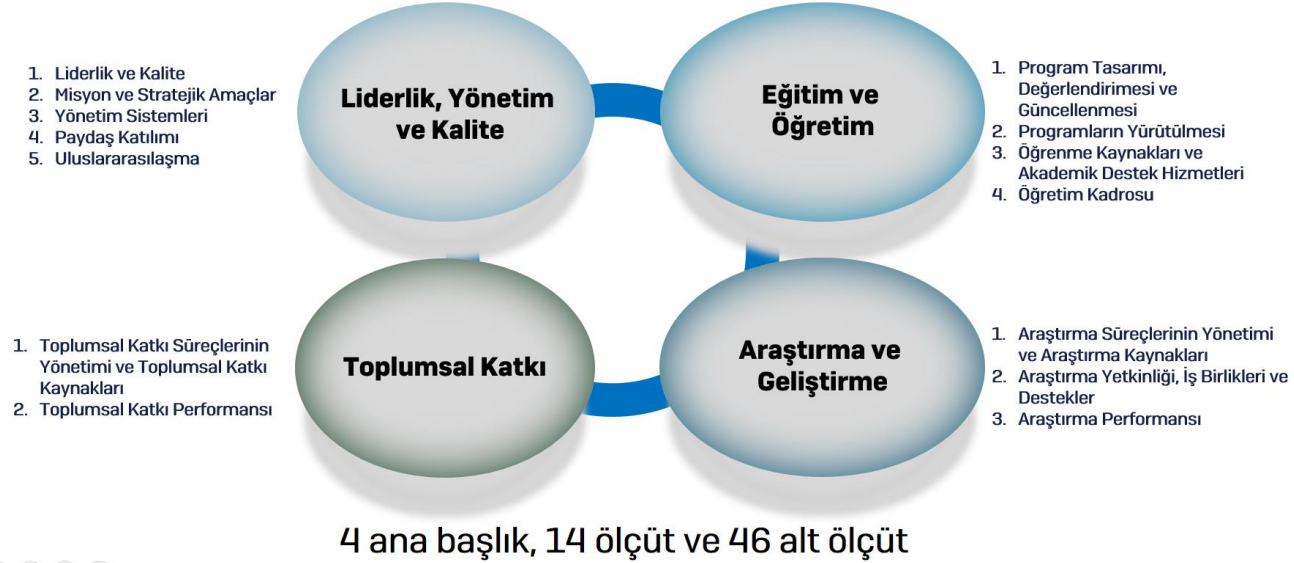 1. Liderlik ve Kalite
2. Misyon ve Stratejik Amaçlar
3. Yönetim Sistemleri
4. Paydaş Katılımı
5. Uluslararasılaşma
Liderlik, Yönetim
ve Kalite
Eğitim ve
Öğretim
1. Program Tasarımı,
Değerlendirimesi ve
Güncellenmesi
2. Programların Yürütülmesi
3. Öğrenme Kaynakları ve
Akademik Destek Hizmetleri
4. Öğretim Kadrosu
1. Toplumsal Katkı Süreçlerinin
Yönetimi ve Toplumsal Katkı
Kaynakları
2. Toplumsal Katkı Performansı
Toplumsal Katkı
Araştırma ve
Geliştirme
1. Araştırma Süreçlerinin Yönetimi
ve Araştırma Kaynakları
2. Araştırma Yetkinliği, İş Birlikleri ve
Destekler
3. Araştırma Performansı
4 ana başlık, 14 ölçüt ve 46 alt ölçüt